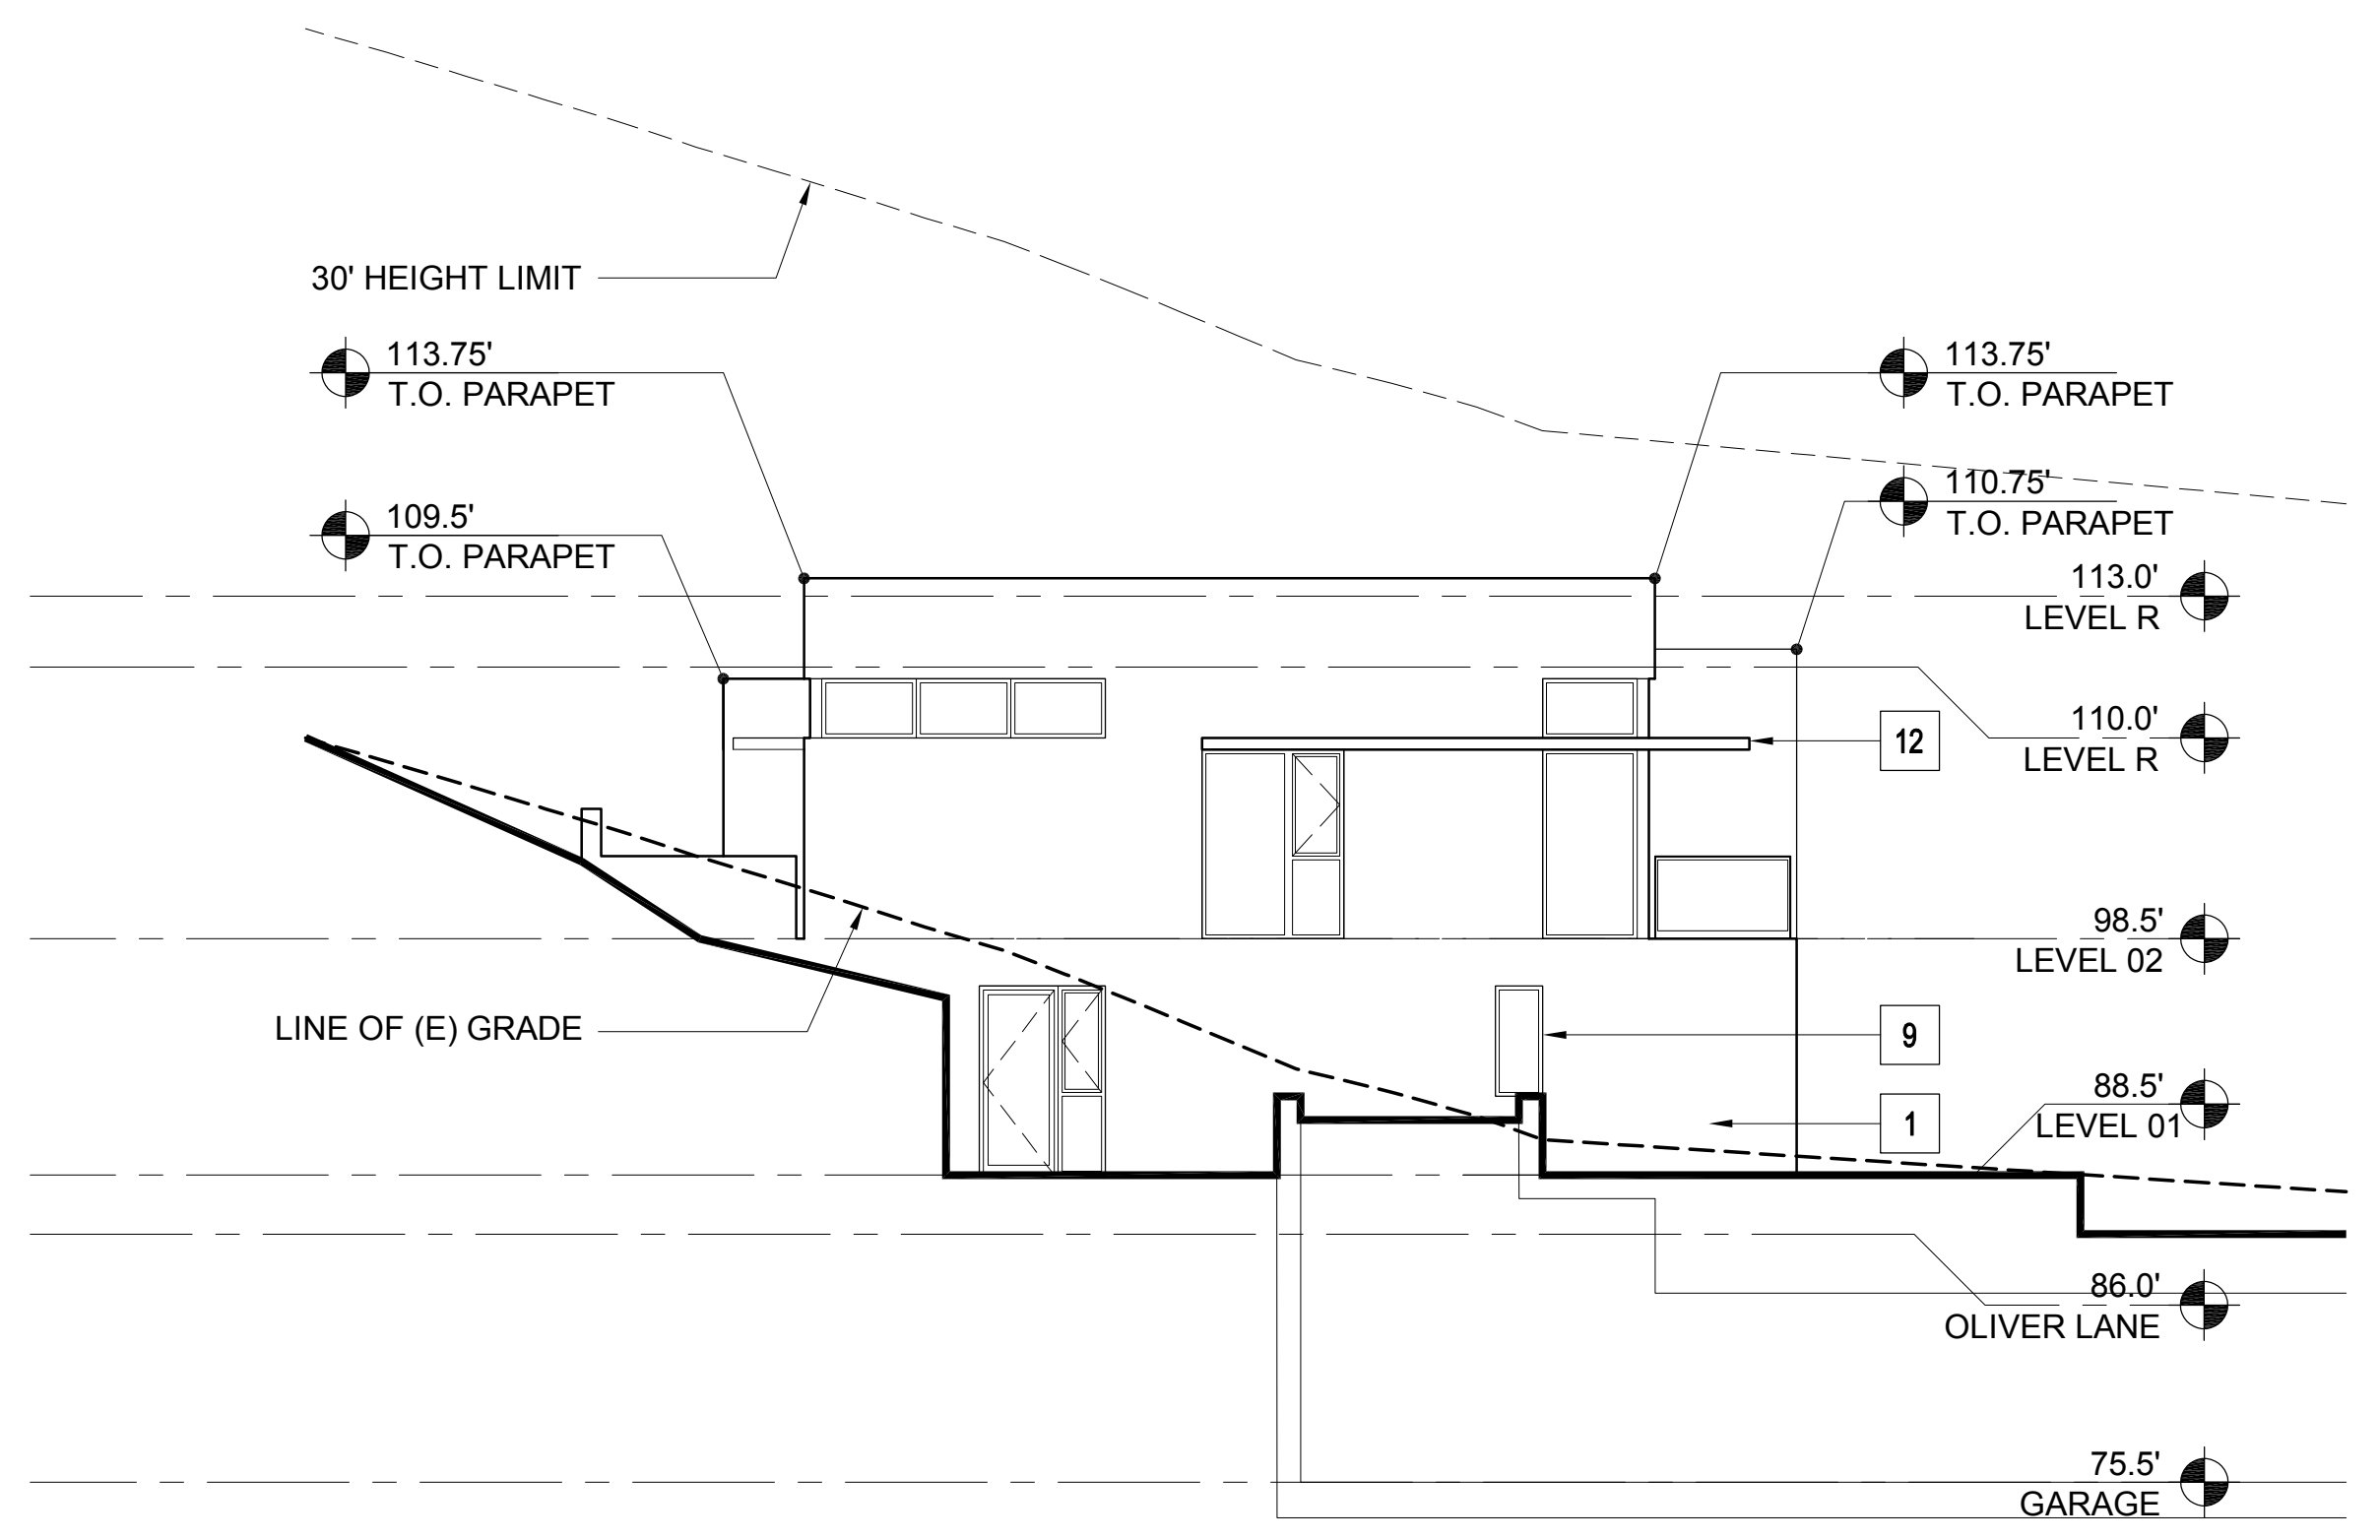 30' HEIGHT LIMIT
113.75'
T.O. PARAPET
113.75'
T.O. PARAPET
109.5'
T.O. PARAPET
110.75'
T.O. PARAPET
113.0'
LEVEL R
12
110.0'
LEVEL R
98.5'
LEVEL 02
LINE OF (E) GRADE
9
88.5'
LEVEL 01
1
86.0'
OLIVER LANE
75.5'
GARAGE